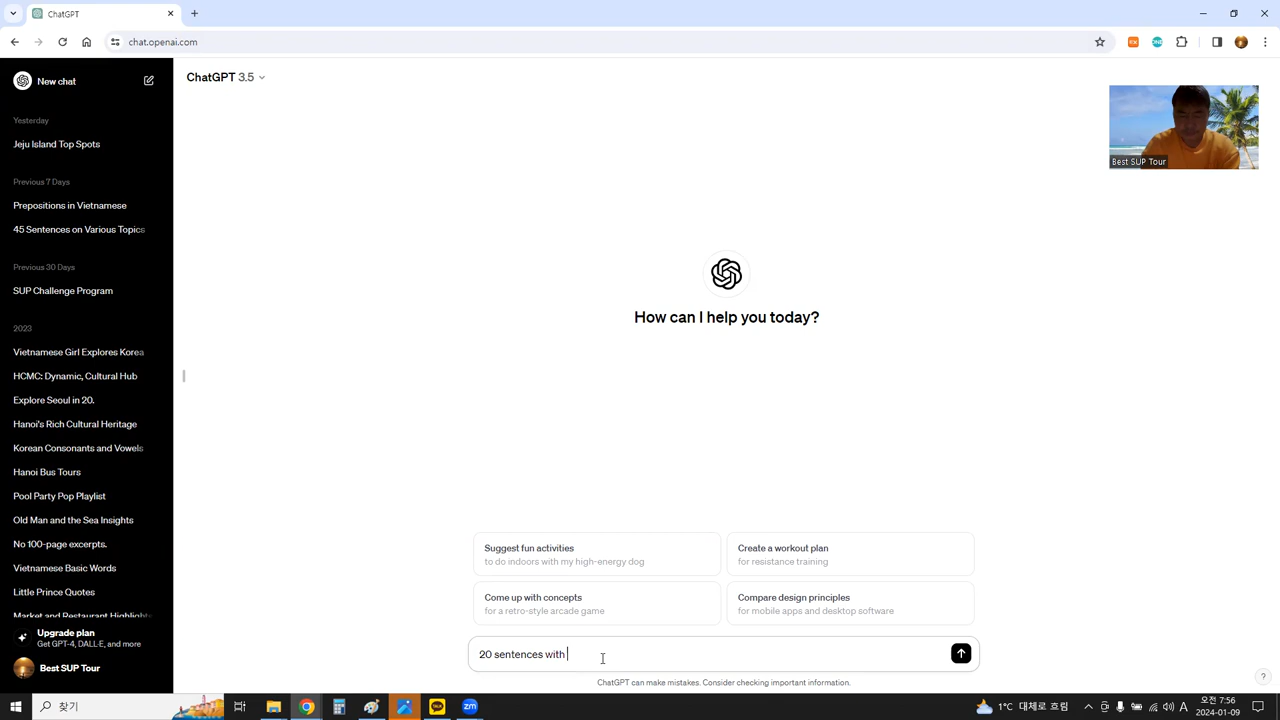 ChatGPT
chat.openai.com
New chat
ChatGPT 3.5
Yesterday
Jeju Island Top Spots
Previous 7 Days
Prepositions in Vietnamese
45 Sentences on Various Topics
Previous 30 Days
SUP Challenge Program
2023
Vietnamese Girl Explores Korea
HCMC: Dynamic, Cultural Hub
Explore Seoul in 20.
Hanoi's Rich Cultural Heritage
Korean Consonants and Vowels
Hanoi Bus Tours
Pool Party Pop Playlist
Old Man and the Sea Insights
No 100-page excerpts.
Vietnamese Basic Words
Little Prince Quotes
Market and Restaurant Highlights
Upgrade plan
Get GPT-4, DALL·E, and more
Best SUP Tour
Best SUP Tour
How can I help you today?
Suggest fun activities
to do indoors with my high-energy dog
Create a workout plan
for resistance training
Come up with concepts
for a retro-style arcade game
Compare design principles
for mobile apps and desktop software
20 sentences with
ChatGPT can make mistakes. Consider checking important information.
?
찾기
1°C 대체로 흐림
A
오전 7:56
2024-01-09